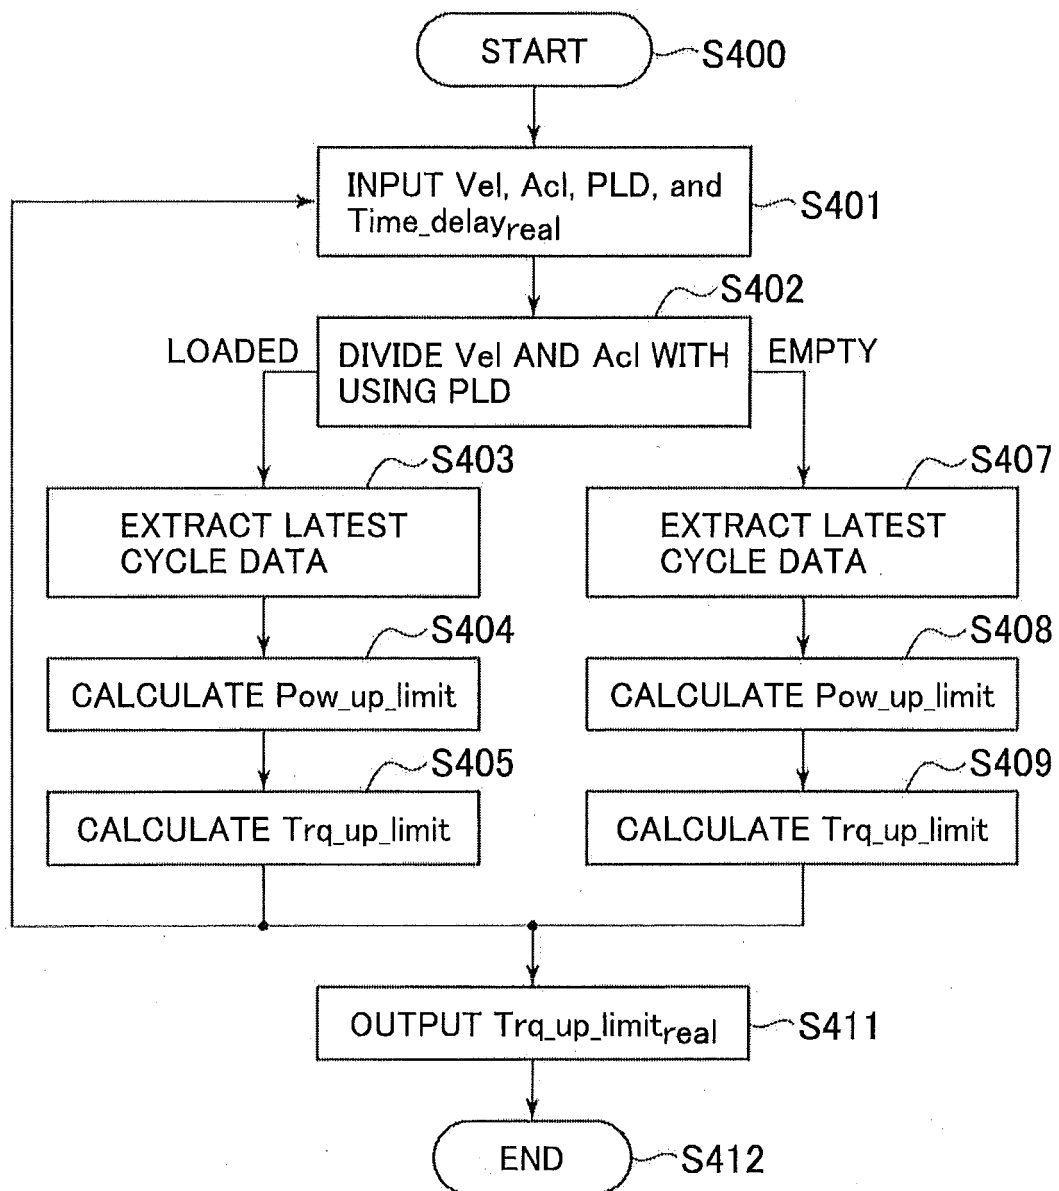 START
S400
INPUT Vel, Acl, PLD, and
Time_delayreal
S401
S402
LOADED
DIVIDE Vel AND Acl WITH
USING PLD
EMPTY
S403
EXTRACT LATEST
CYCLE DATA
S407
EXTRACT LATEST
CYCLE DATA
S404
CALCULATE Pow_up_limit
S408
CALCULATE Pow_up_limit
S405
CALCULATE Trq_up_limit
S409
CALCULATE Trq_up_limit
OUTPUT Trq_up_limitreal
S411
END
S412